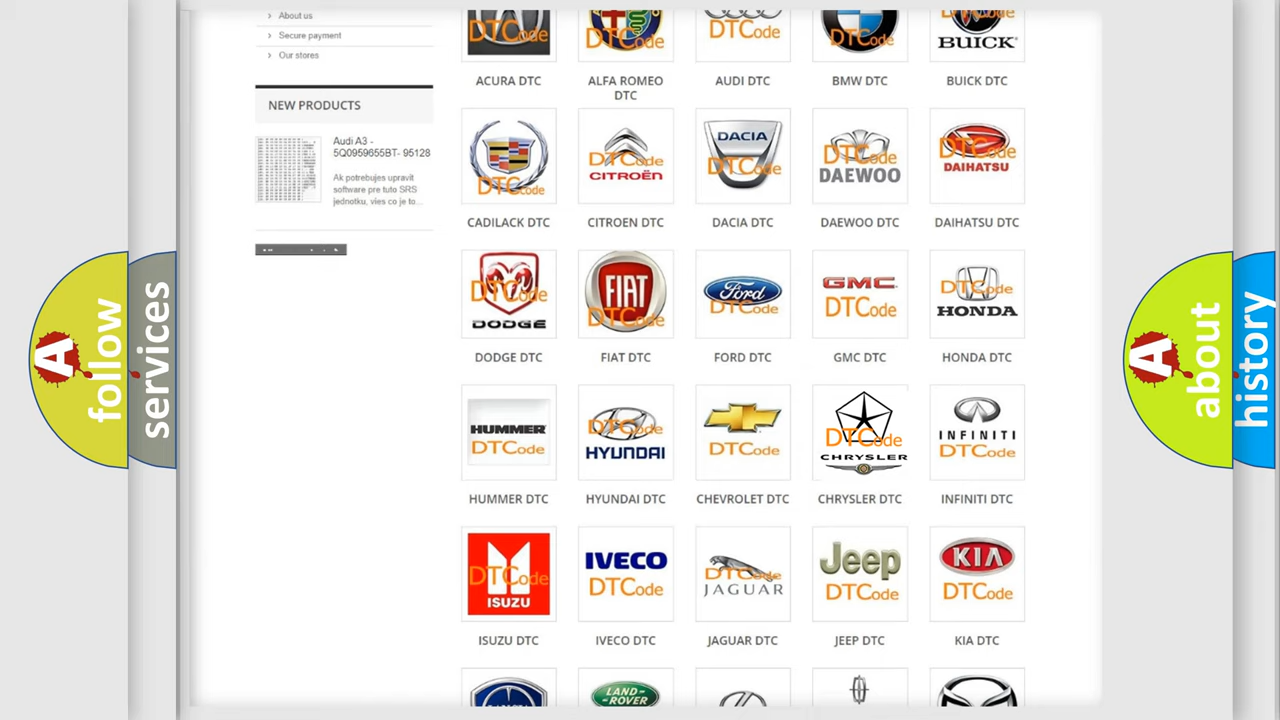 About us
Secure payment
Our stores
NEW PRODUCTS
Audi A3 -
5Q0959655BT- 95128
Ak potrebujes upravit
software pre tuto SRS
jednotku, vies co je to...
DTCode
DTCode
DTCode
DTCode
BUICK
ACURA DTC
ALFA ROMEO
DTC
AUDI DTC
BMW DTC
BUICK DTC
DTCode
DTCode
CITROËN
DACIA
DTCode
DTCode
DAEWOO
DTCode
DAIHATSU
CADILACK DTC
CITROEN DTC
DACIA DTC
DAEWOO DTC
DAIHATSU DTC
DTCode
DODGE
FIAT
DTCode
Ford
DTCode
GMC
DTCode
DTCode
HONDA
DODGE DTC
FIAT DTC
FORD DTC
GMC DTC
HONDA DTC
HUMMER
DTCode
DTCode
HYUNDAI
DTCode
DTCode
CHRYSLER
INFINITI
DTCode
HUMMER DTC
HYUNDAI DTC
CHEVROLET DTC
CHRYSLER DTC
INFINITI DTC
DTCode
ISUZU
IVECO
DTCode
DTCode
JAGUAR
Jeep
DTCode
KIA
DTCode
ISUZU DTC
IVECO DTC
JAGUAR DTC
JEEP DTC
KIA DTC
LAND-
ROVER
A
follow
services
A
about
history